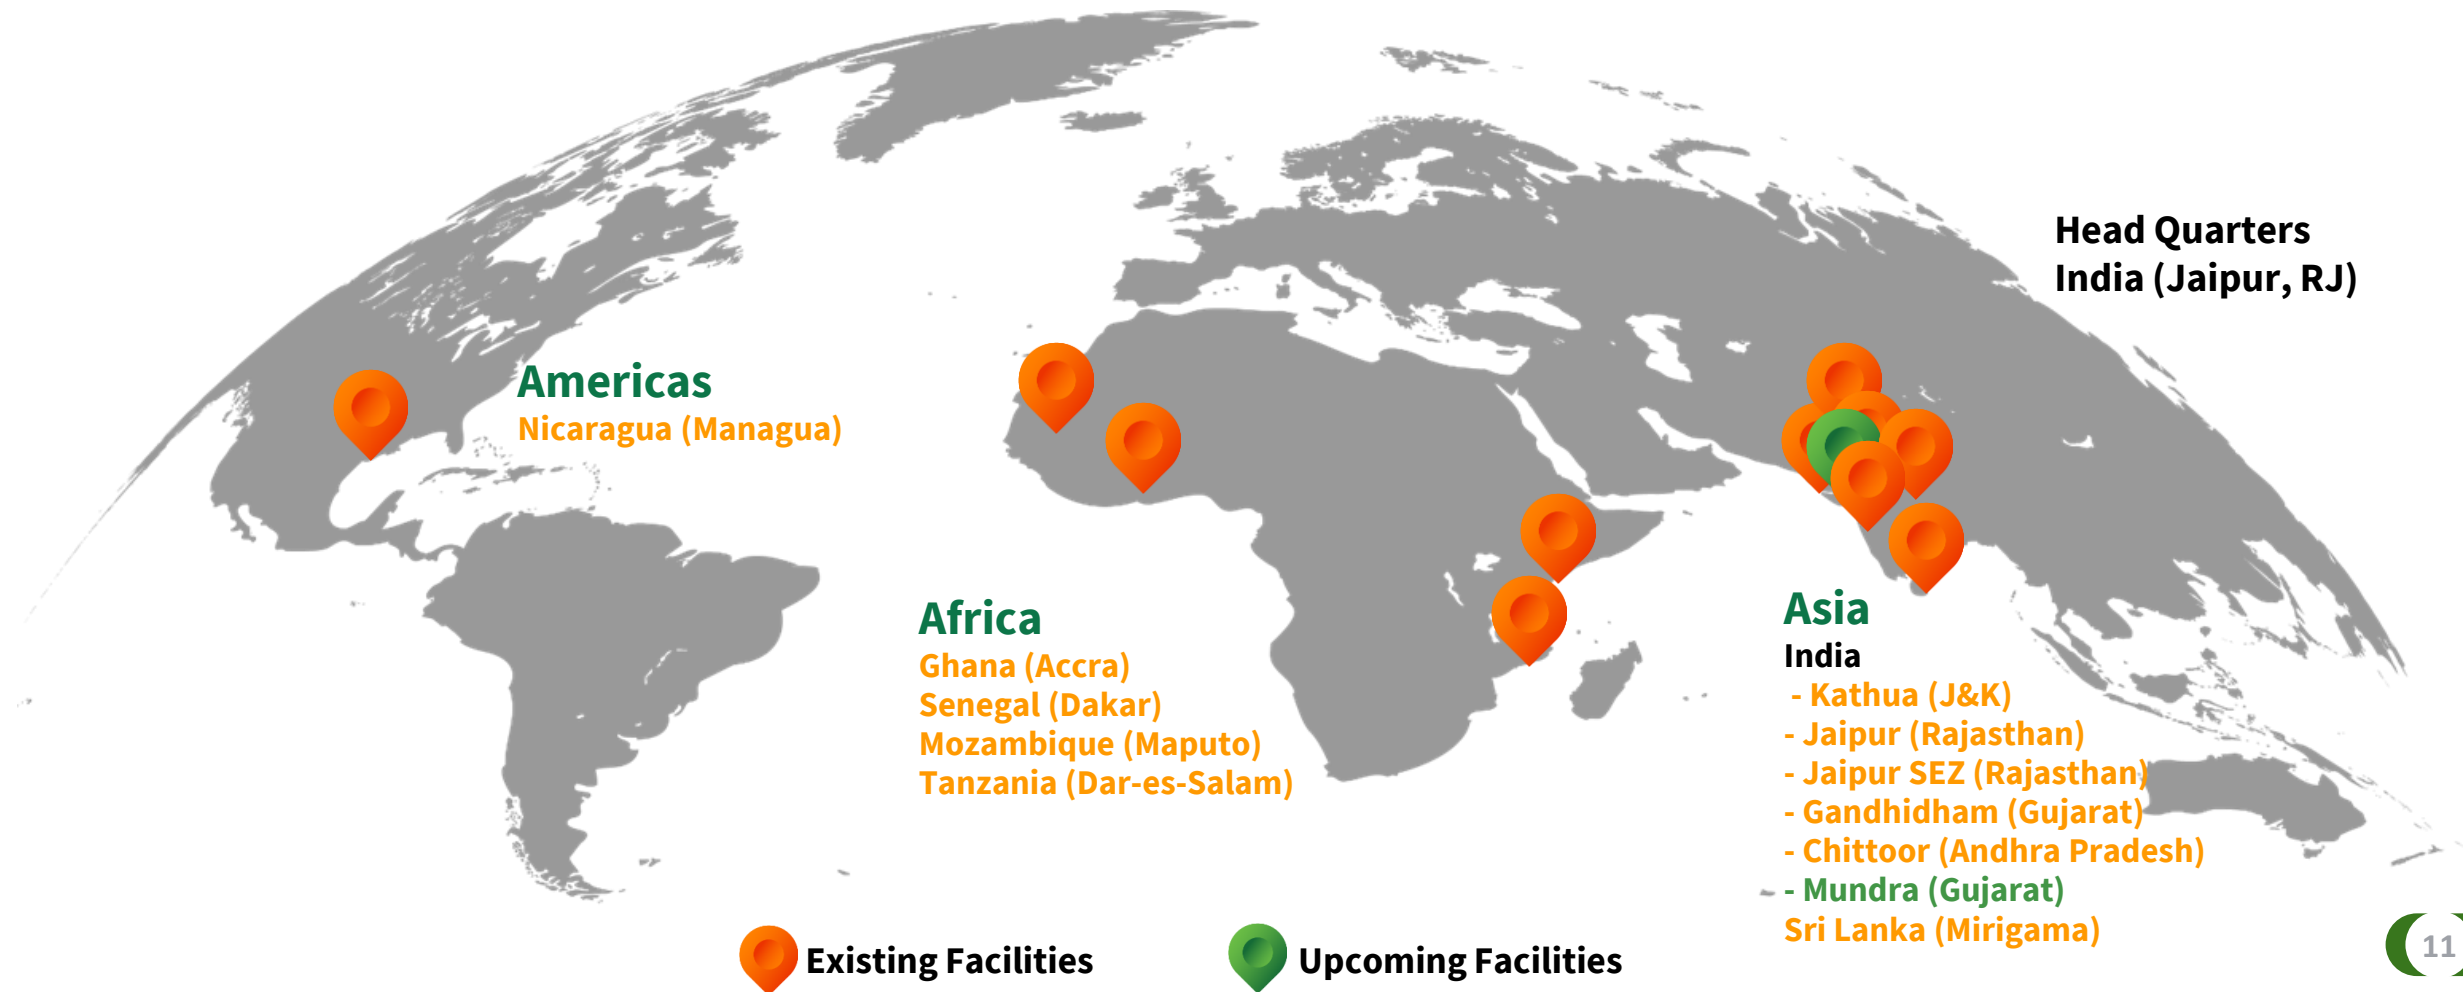 Head Quarters
India (Jaipur, RJ)
Americas
Nicaragua (Managua)
Africa
Ghana (Accra)
Senegal (Dakar)
Mozambique (Maputo)
Tanzania (Dar-es-Salam)
Asia
India
- Kathua (J&K)
- Jaipur (Rajasthan)
- Jaipur SEZ (Rajasthan)
- Gandhidham (Gujarat)
- Chittoor (Andhra Pradesh)
- Mundra (Gujarat)
Sri Lanka (Mirigama)
Existing Facilities
Upcoming Facilities
11